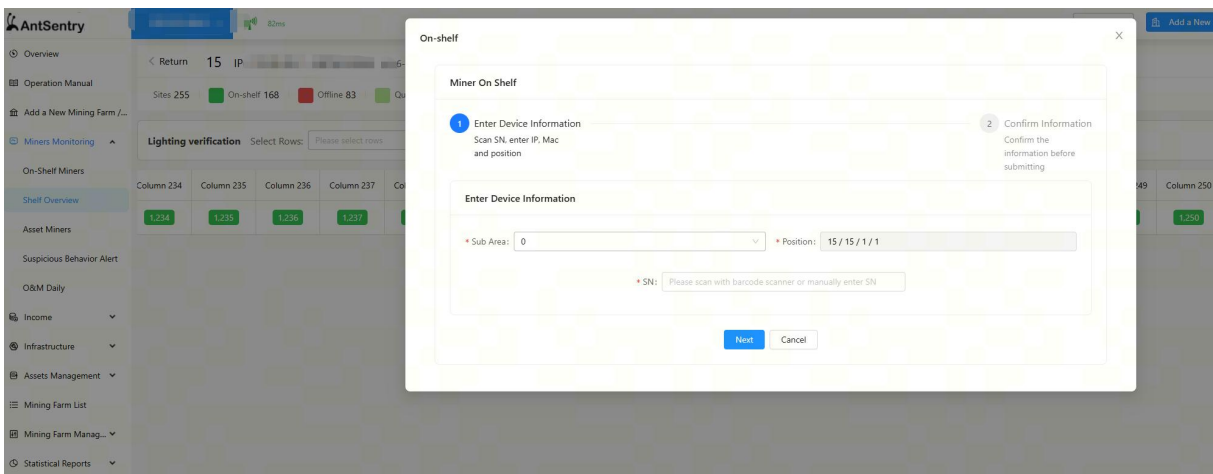 AntSentry
82ms
Add a New
Overview
Operation Manual
Add a New Mining Farm /...
Miners Monitoring
On-Shelf Miners
Shelf Overview
Asset Miners
Suspicious Behavior Alert
O&M Daily
Income
Infrastructure
Assets Management
Mining Farm List
Mining Farm Manag...
Statistical Reports
< Return 15 IP
Sites 255 On-shelf 168 Offline 83 Qu
Lighting verification Select Rows: Please select rows
Column 234 Column 235 Column 236 Column 237 Col
1,234 1,235 1,236 1,237
249 Column 250
1,250
On-shelf
Miner On Shelf
1 Enter Device Information
Scan SN, enter IP, Mac
and position
2 Confirm Information
Confirm the
information before
submitting
Enter Device Information
* Sub Area: 0
* Position: 15 / 15 / 1 / 1
* SN: Please scan with barcode scanner or manually enter SN
Next Cancel